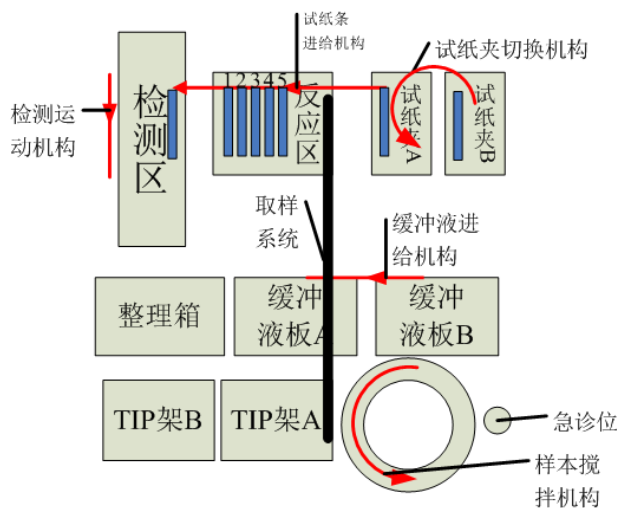 试纸条
进给机构
试纸夹切换机构
检测运
动机构
检测区
12345
反应区
试纸夹A
试纸夹B
取样
系统
缓冲液进
给机构
整理箱
缓冲
液板A
缓冲
液板B
TIP架B
TIP架A
急诊位
样本搅
拌机构